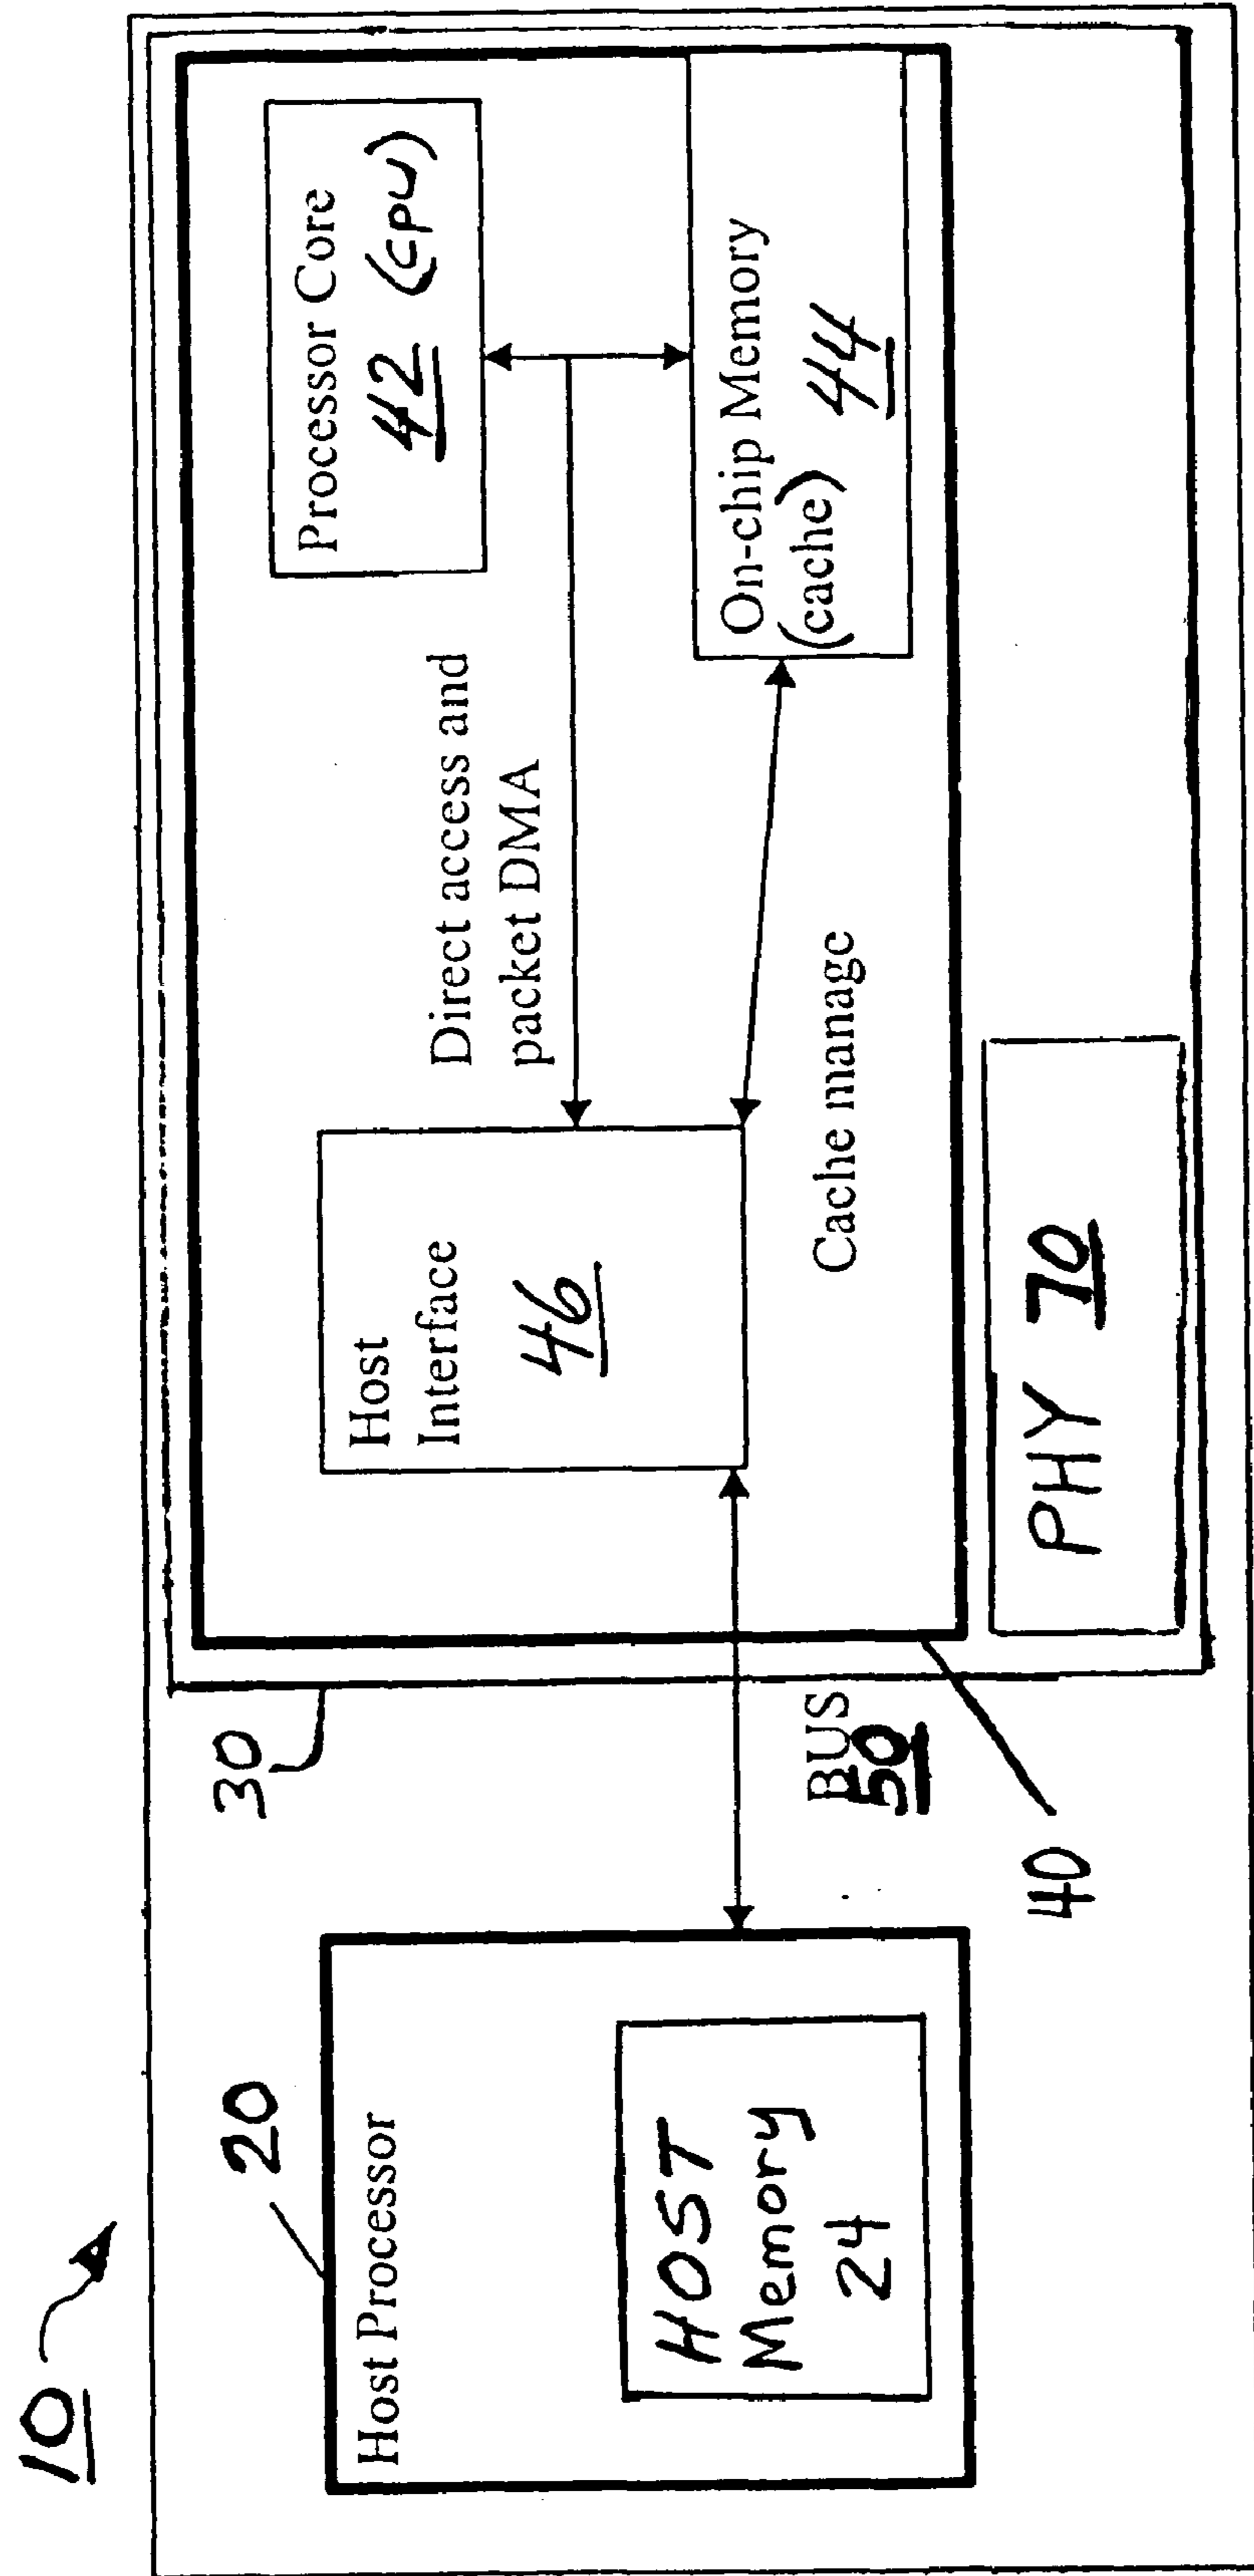 10
20
Host Processor
HOST
Memory
24
30
BUS
50
40
Host
Interface
46
Direct access and
packet DMA
Cache manage
Processor Core
42 (CPU)
On-chip Memory
(cache) 44
PHY 70